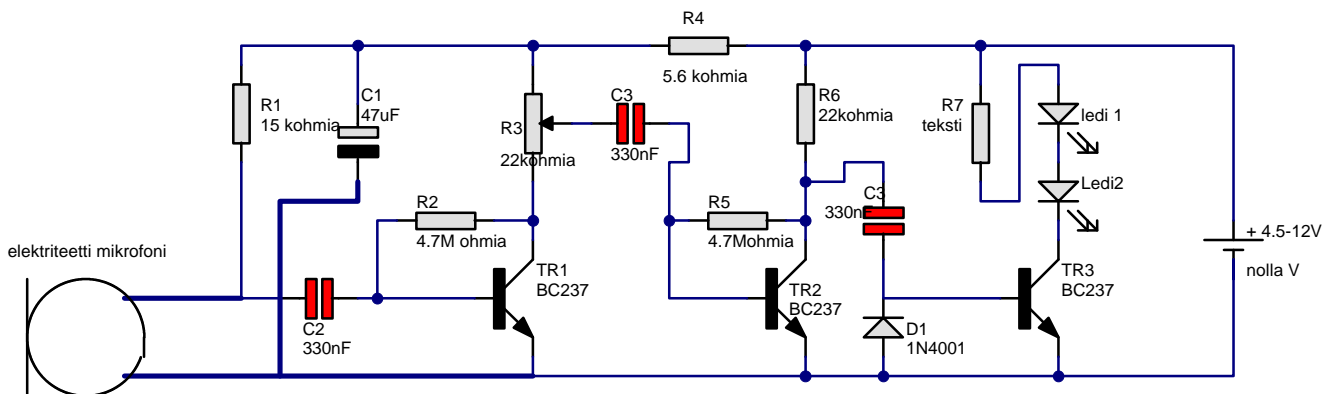 R4
5.6 kohmia
R1
15 kohmia
C1
47uF
R3
22kohmia
C3
330nF
R6
22kohmia
R7
teksti
ledi 1
Ledi2
R2
4.7M ohmia
R5
4.7Mohmia
C3
330nF
+ 4.5-12V
nolla V
elektriteetti mikrofoni
C2
330nF
TR1
BC237
TR2
BC237
D1
1N4001
TR3
BC237